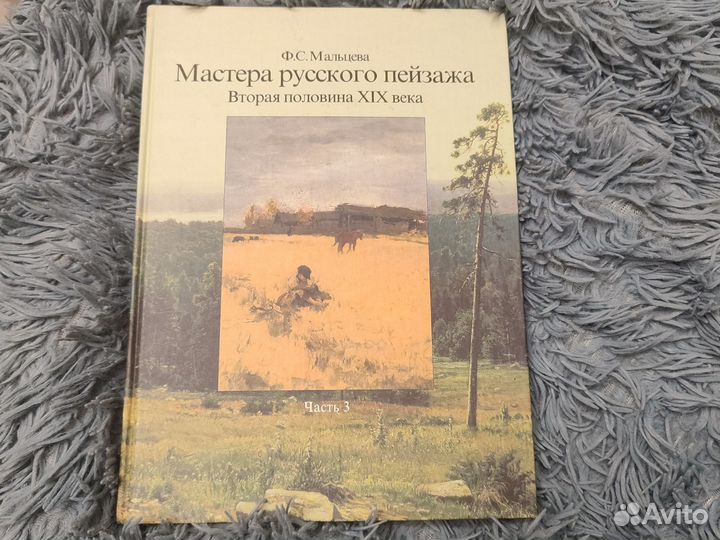 Ф.С. Мальцева
Мастера русского пейзажа
Вторая половина XIX века
Часть 3
Avito